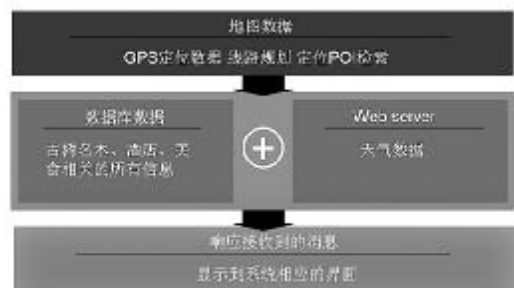 地图数据
GPS定位数据 线路规划 定位POI检索
数据库数据
古树名木、酒店、美
食相关的所有信息
Web server
天气数据
响应接收到的消息
显示到系统相应的界面